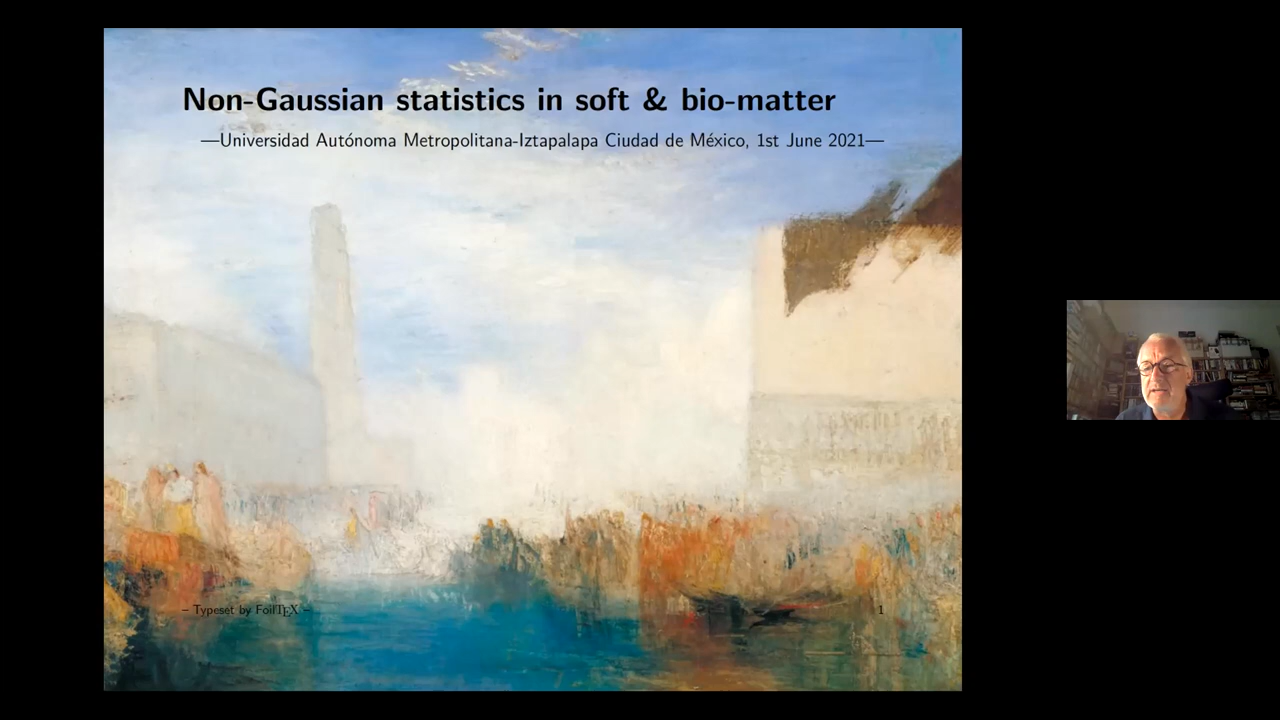 Non-Gaussian statistics in soft & bio-matter
—Universidad Autónoma Metropolitana-Iztapalapa Ciudad de México, 1st June 2021—
– Typeset by FoilTEX –
1